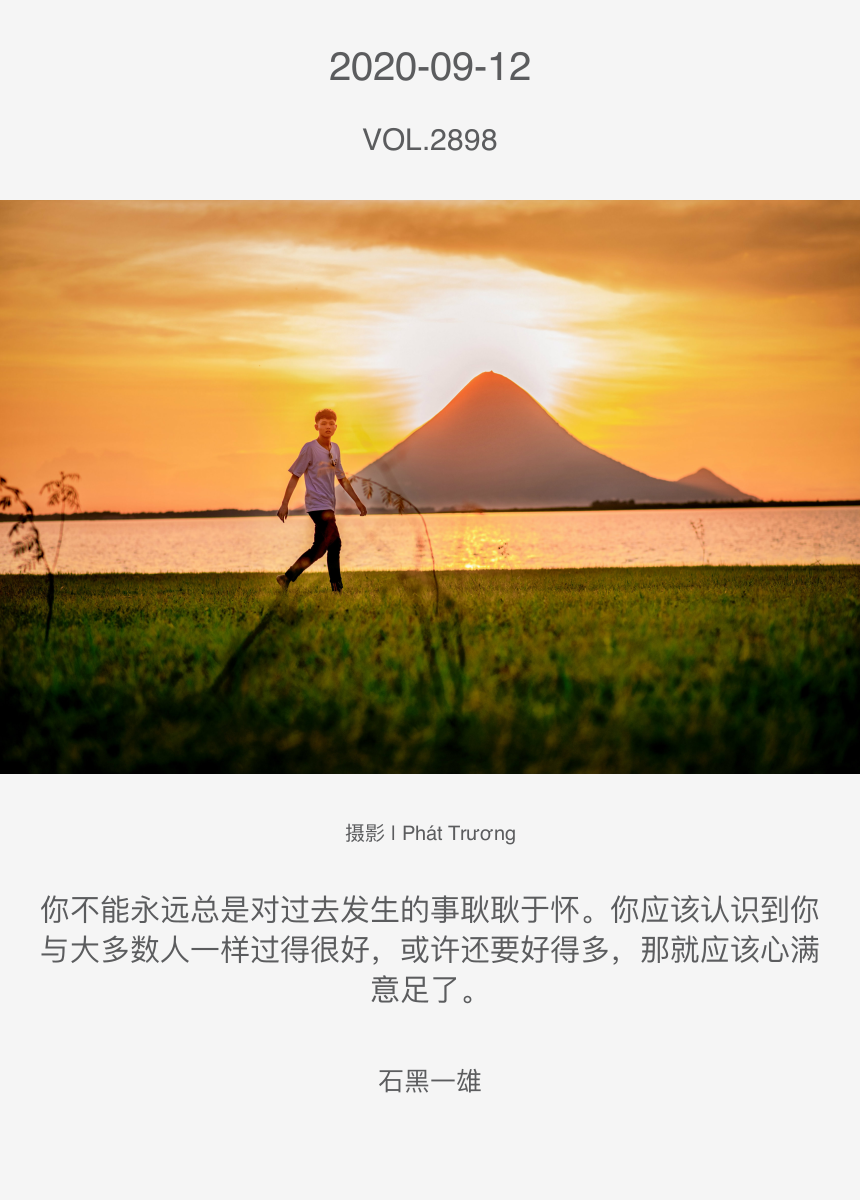 2020-09-12
VOL.2898
摄影 l Phát Trương
你不能永远总是对过去发生的事耿耿于怀。你应该认识到你
与大多数人一样过得很好，或许还要好得多，那就应该心满
意足了。
石黑一雄